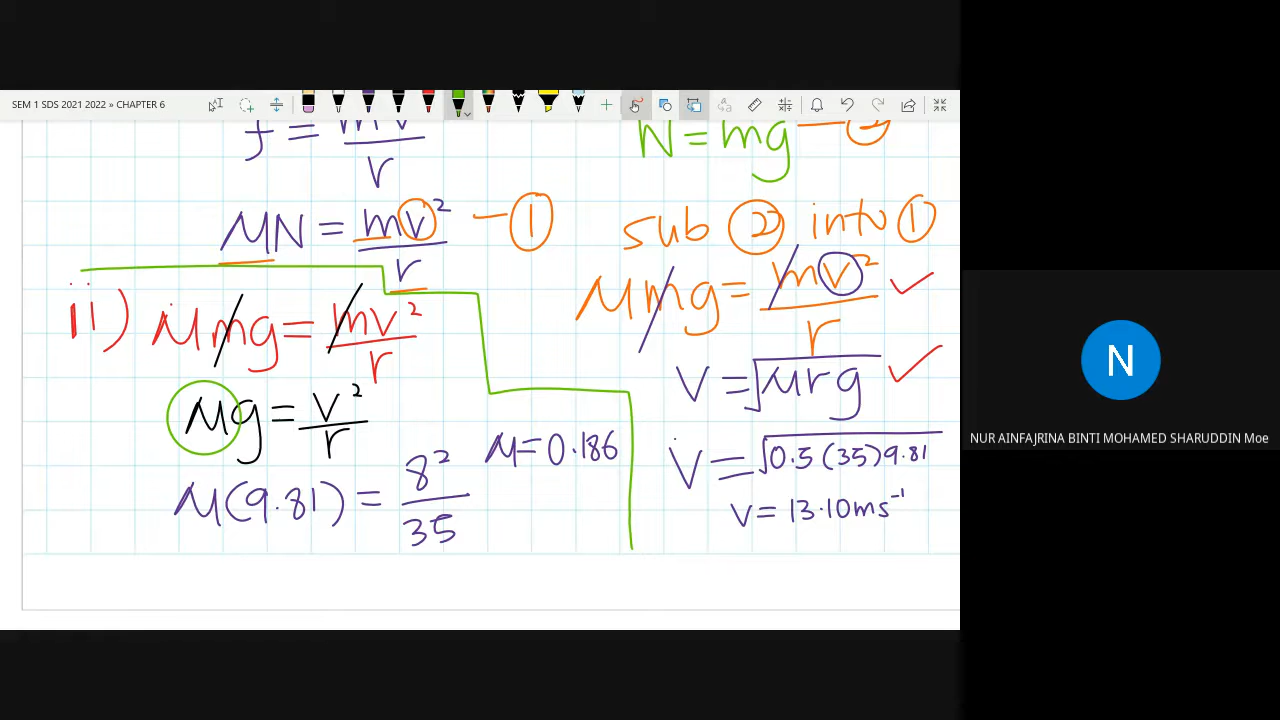 SEM 1 SDS 2021 2022 » CHAPTER 6
f = mv / r
N = mg — ②
μN = mv² / r — ①
sub ② into ①
μmg = mv² / r ✓
v = √μrg ✓
v = √0.5(35)9.81
v = 13.10ms⁻¹
ii) μmg = mv² / r
μg = v² / r
μ(9.81) = 8² / 35
μ = 0.186
N
NUR AINFAJRINA BINTI MOHAMED SHARUDDIN Moe